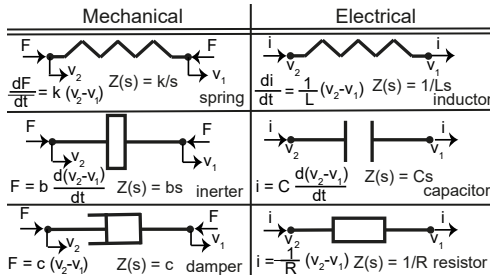 Mechanical Electrical
F F i i
v₂ v₁ v₂ v₁
dF/dt = k (v₂-v₁) Z(s) = k/s spring
di/dt = 1/L (v₂-v₁) Z(s) = 1/Ls inductor
F F i i
v₂ v₁ v₂ v₁
F = b d(v₂-v₁)/dt Z(s) = bs inerter
i = C d(v₂-v₁)/dt Z(s) = Cs capacitor
F F i i
v₂ v₁ v₂ v₁
F = c (v₂-v₁) Z(s) = c damper
i = 1/R (v₂-v₁) Z(s) = 1/R resistor